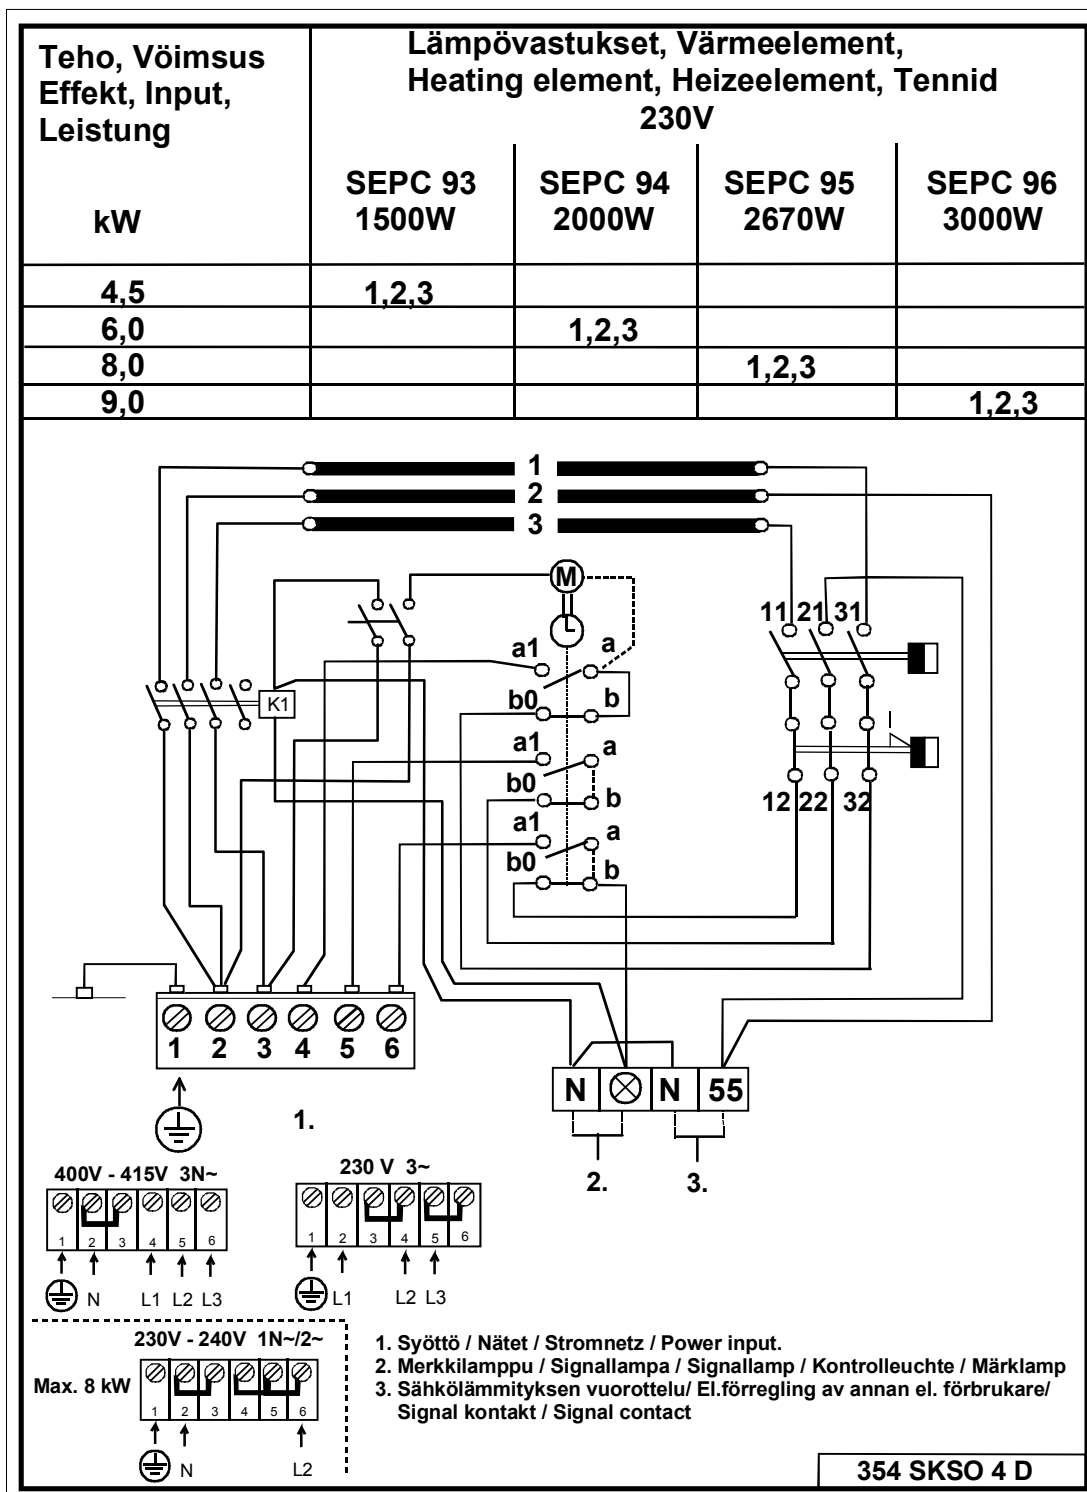 Teho, Vöimsus
Effekt, Input,
Leistung
kW
Lämpövastukset, Värmeelement,
Heating element, Heizeelement, Tennid
230V
SEPC 93 SEPC 94 SEPC 95 SEPC 96
1500W 2000W 2670W 3000W
4,5 1,2,3
6,0 1,2,3
8,0 1,2,3
9,0 1,2,3
1
2
3
M
11 21 31
a1 a
K1
b0 b
a1 a
b0 b
12 22 32
a1 a
b0 b
1 2 3 4 5 6
N N 55
1.
2. 3.
400V - 415V 3N~
1 2 3 4 5 6
N L1 L2 L3
230 V 3~
1 2 3 4 5 6
L1 L2 L3
230V - 240V 1N~/2~
Max. 8 kW
1 2 3 4 5 6
N L2
1. Syöttö / Nätet / Stromnetz / Power input.
2. Merkkilamppu / Signallampa / Signallamp / Kontrolleuchte / Märklamp
3. Sähkölämmityksen vuorottelu/ El.förregling av annan el. förbrukare/
Signal kontakt / Signal contact
354 SKSO 4 D